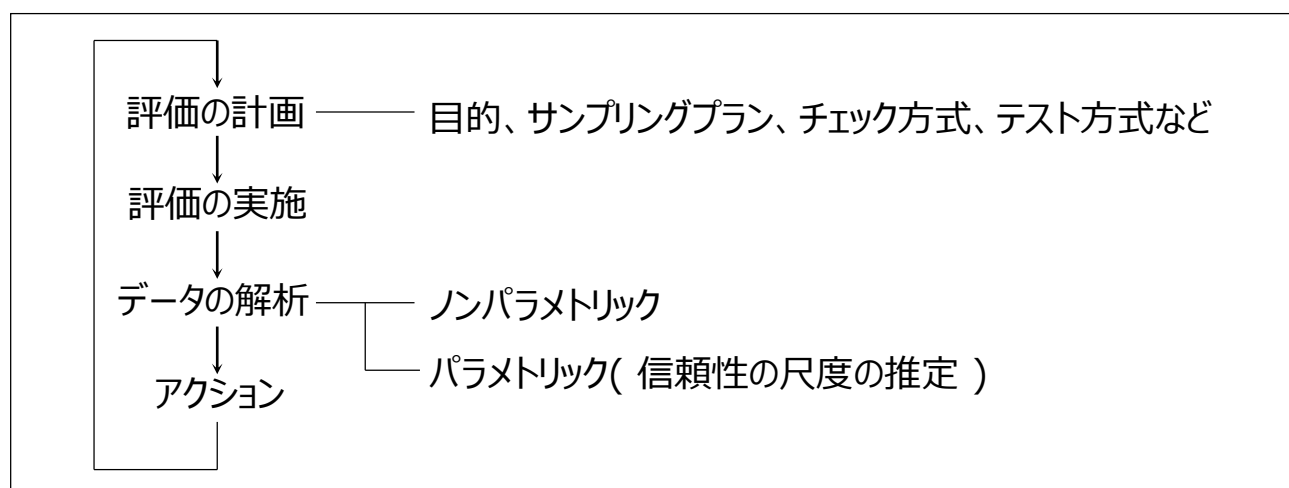 評価の計画
目的、サンプリングプラン、チェック方式、テスト方式など
評価の実施
データの解析
ノンパラメトリック
パラメトリック( 信頼性の尺度の推定 )
アクション